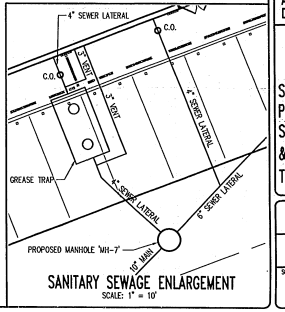 4" SEWER LATERAL
C.O.
C.O.
3" VENT
3" VENT
4" SEWER LATERAL
GREASE TRAP
4" SEWER LATERAL
6" SEWER LATERAL
PROPOSED MANHOLE 'MH-7'
10" MAIN
SANITARY SEWAGE ENLARGEMENT
SCALE: 1" = 10'
S
P
S
&
T